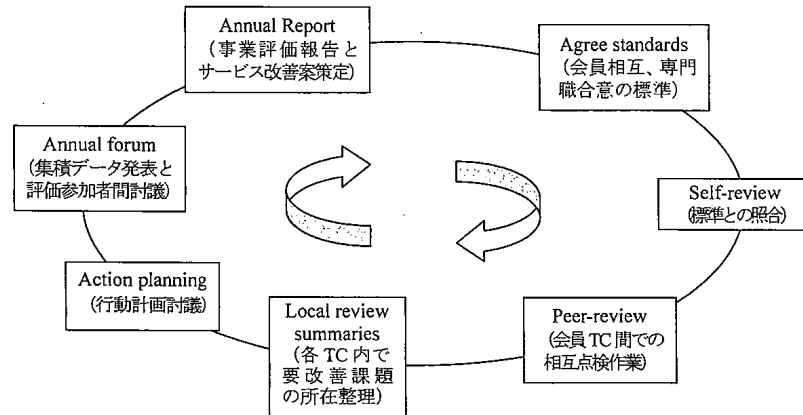 Annual Report
(事業評価報告と
サービス改善案策定)
Agree standards
(会員相互、専門
職合意の標準)
Self-review
(標準との照合)
Peer-review
(会員 TC 間での
相互点検作業)
Local review
summaries
(各 TC 内で
要改善課題
の所在整理)
Action planning
(行動計画討議)
Annual forum
(集積データ発表と
評価参加者間討議)